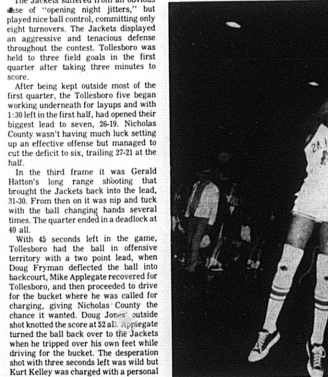 The Jackets suffered from an obvious
case of "opening night jitters," but
played nice ball control, committing only
eight turnovers. The Jackets displayed
an aggressive and tenacious defense
throughout the contest. Tollesboro was
held to three field goals in the first
quarter after taking three minutes to
score.
After being kept outside most of the
first quarter, the Tollesboro five began
working underneath for layups and with
1:30 left in the first half, had opened their
biggest lead to seven, 26-19. Nicholas
County wasn't having much luck setting
up an effective offense but managed to
cut the deficit to six, trailing 27-21 at the
half.
In the third frame it was Gerald
Hatton's long range shooting that
brought the Jackets back into the lead,
31-30. From then on it was nip and tuck
with the ball changing hands several
times. The quarter ended in a deadlock at
40 all.
With 45 seconds left in the game,
Tollesboro had the ball in offensive
territory with a two point lead, when
Doug Fryman deflected the ball into
backcourt, Mike Applegate recovered for
Tollesboro, and then proceeded to drive
for the bucket where he was called for
charging, giving Nicholas County the
chance it wanted. Doug Jones' outside
shot knotted the score at 52 all. Applegate
turned the ball back over to the Jackets
when he tripped over his own feet while
driving for the bucket. The desperation
shot with three seconds left was wild but
Kurt Kelley was charged with a personal